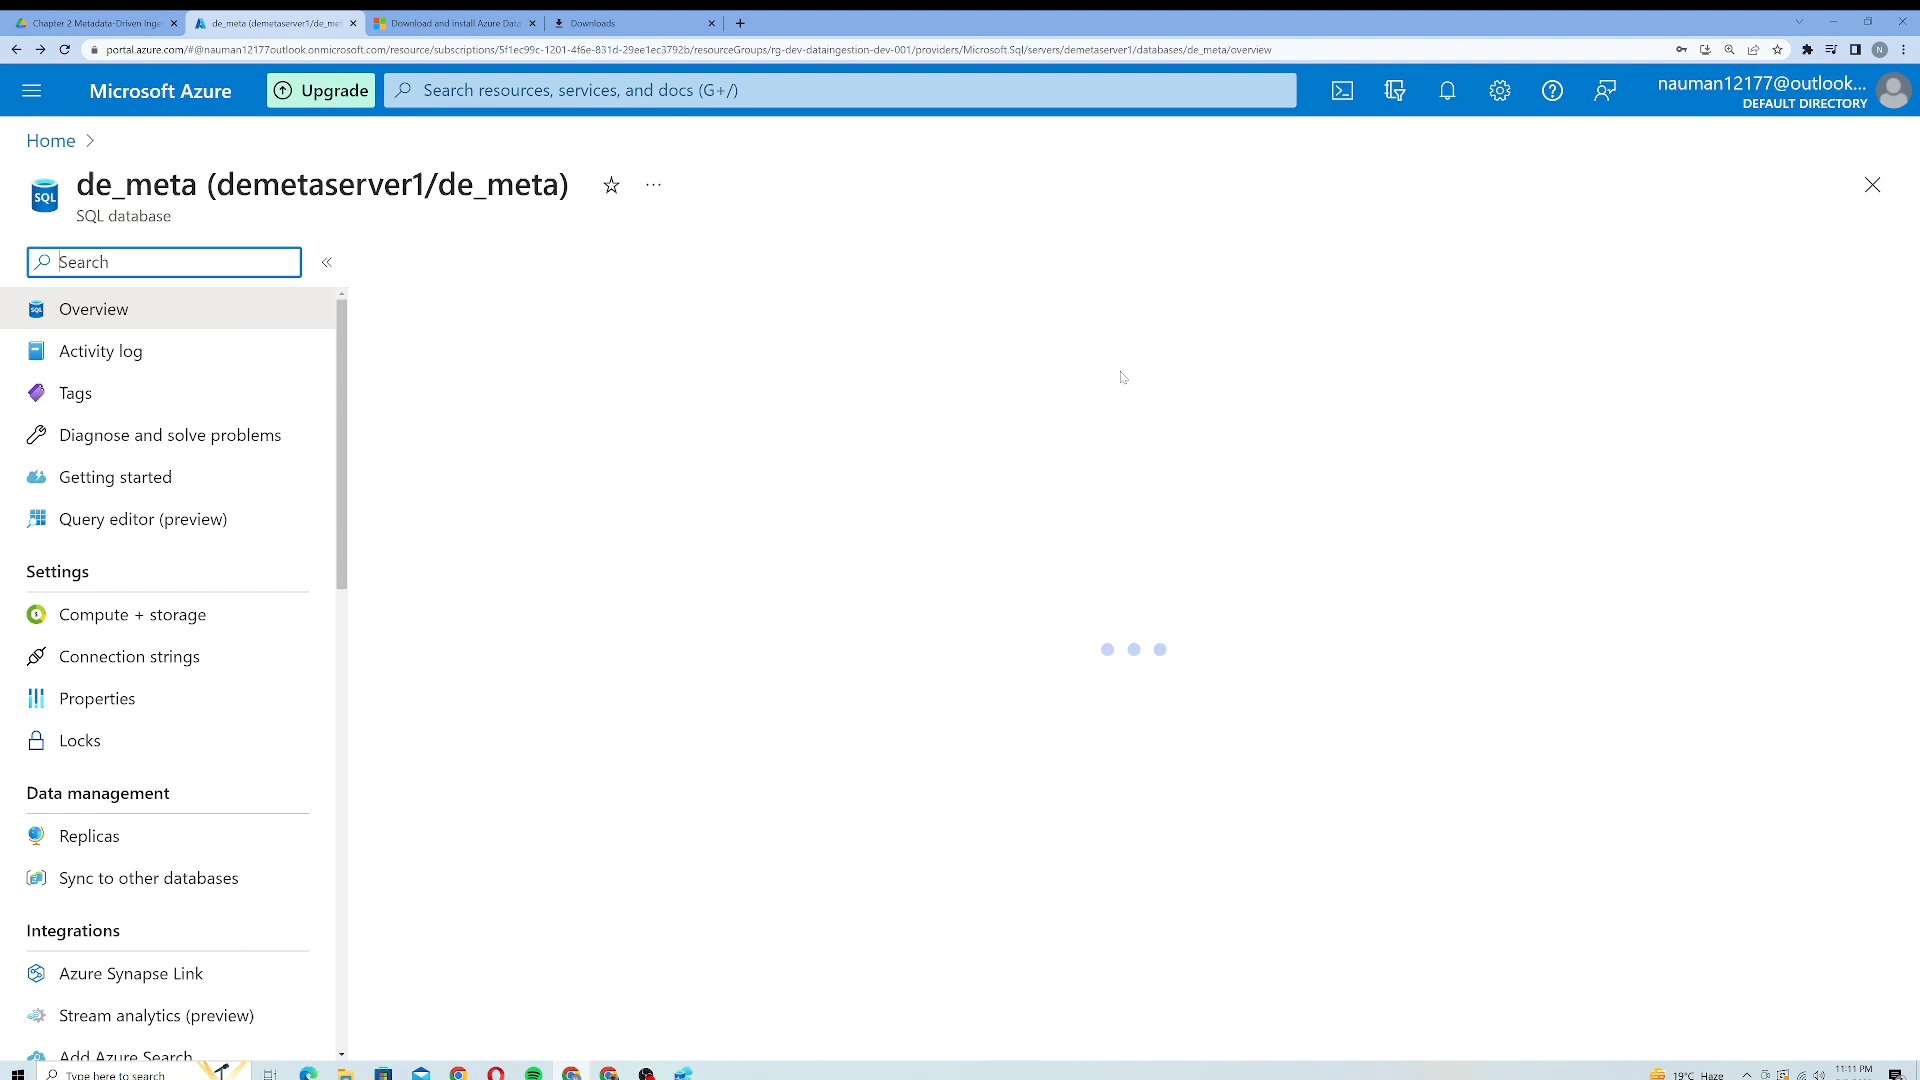 Chapter 2 Metadata-Driven Inge
de_meta (demetaserver1/de_met
Download and install Azure Data
Downloads
portal.azure.com/#@nauman12177outlook.onmicrosoft.com/resource/subscriptions/5f1ec99c-1201-4f6e-831d-29ee1ec3792b/resourceGroups/rg-dev-dataingestion-dev-001/providers/Microsoft.Sql/servers/demetaserver1/databases/de_meta/overview
N
Microsoft Azure
Upgrade
Search resources, services, and docs (G+/)
nauman12177@outlook...
DEFAULT DIRECTORY
Home
de_meta (demetaserver1/de_meta)
SQL
SQL database
Search
Overview
Activity log
Tags
Diagnose and solve problems
Getting started
Query editor (preview)
Settings
Compute + storage
Connection strings
Properties
Locks
Data management
Replicas
Sync to other databases
Integrations
Azure Synapse Link
Stream analytics (preview)
Add Azure Search
Type here to search
19°C Haze
11:11 PM